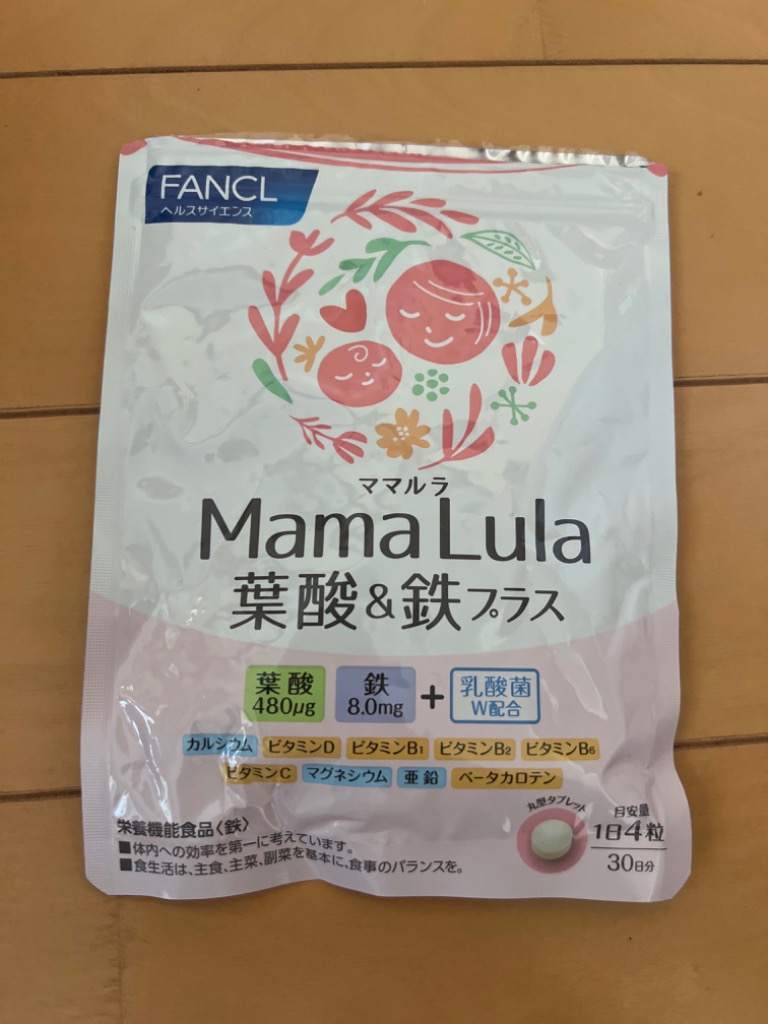 FANCL
ヘルスサイエンス
ママルラ
Mama Lula
葉酸&鉄プラス
葉酸
480μg
鉄
8.0mg
+
乳酸菌
W配合
カルシウム ビタミンD ビタミンB1 ビタミンB2 ビタミンB6
ビタミンC マグネシウム 亜鉛 ベータカロテン
栄養機能食品〈鉄〉
■体内への効率を第一に考えています。
■食生活は、主食、主菜、副菜を基本に、食事のバランスを。
丸型タブレット
目安量
1日4粒
30日分